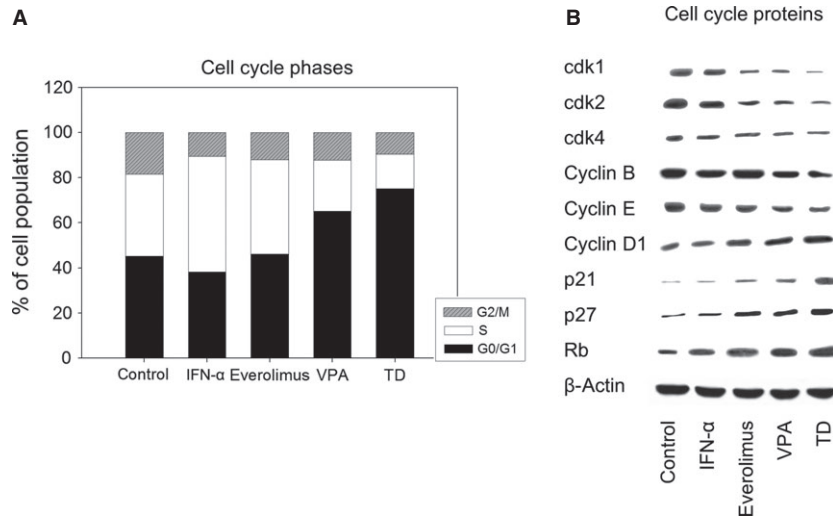 A
Cell cycle phases
% of cell population
120
100
80
60
40
20
0
Control IFN-α Everolimus VPA TD
G2/M
S
G0/G1
B
Cell cycle proteins
cdk1
cdk2
cdk4
Cyclin B
Cyclin E
Cyclin D1
p21
p27
Rb
β-Actin
Control
IFN-α
Everolimus
VPA
TD